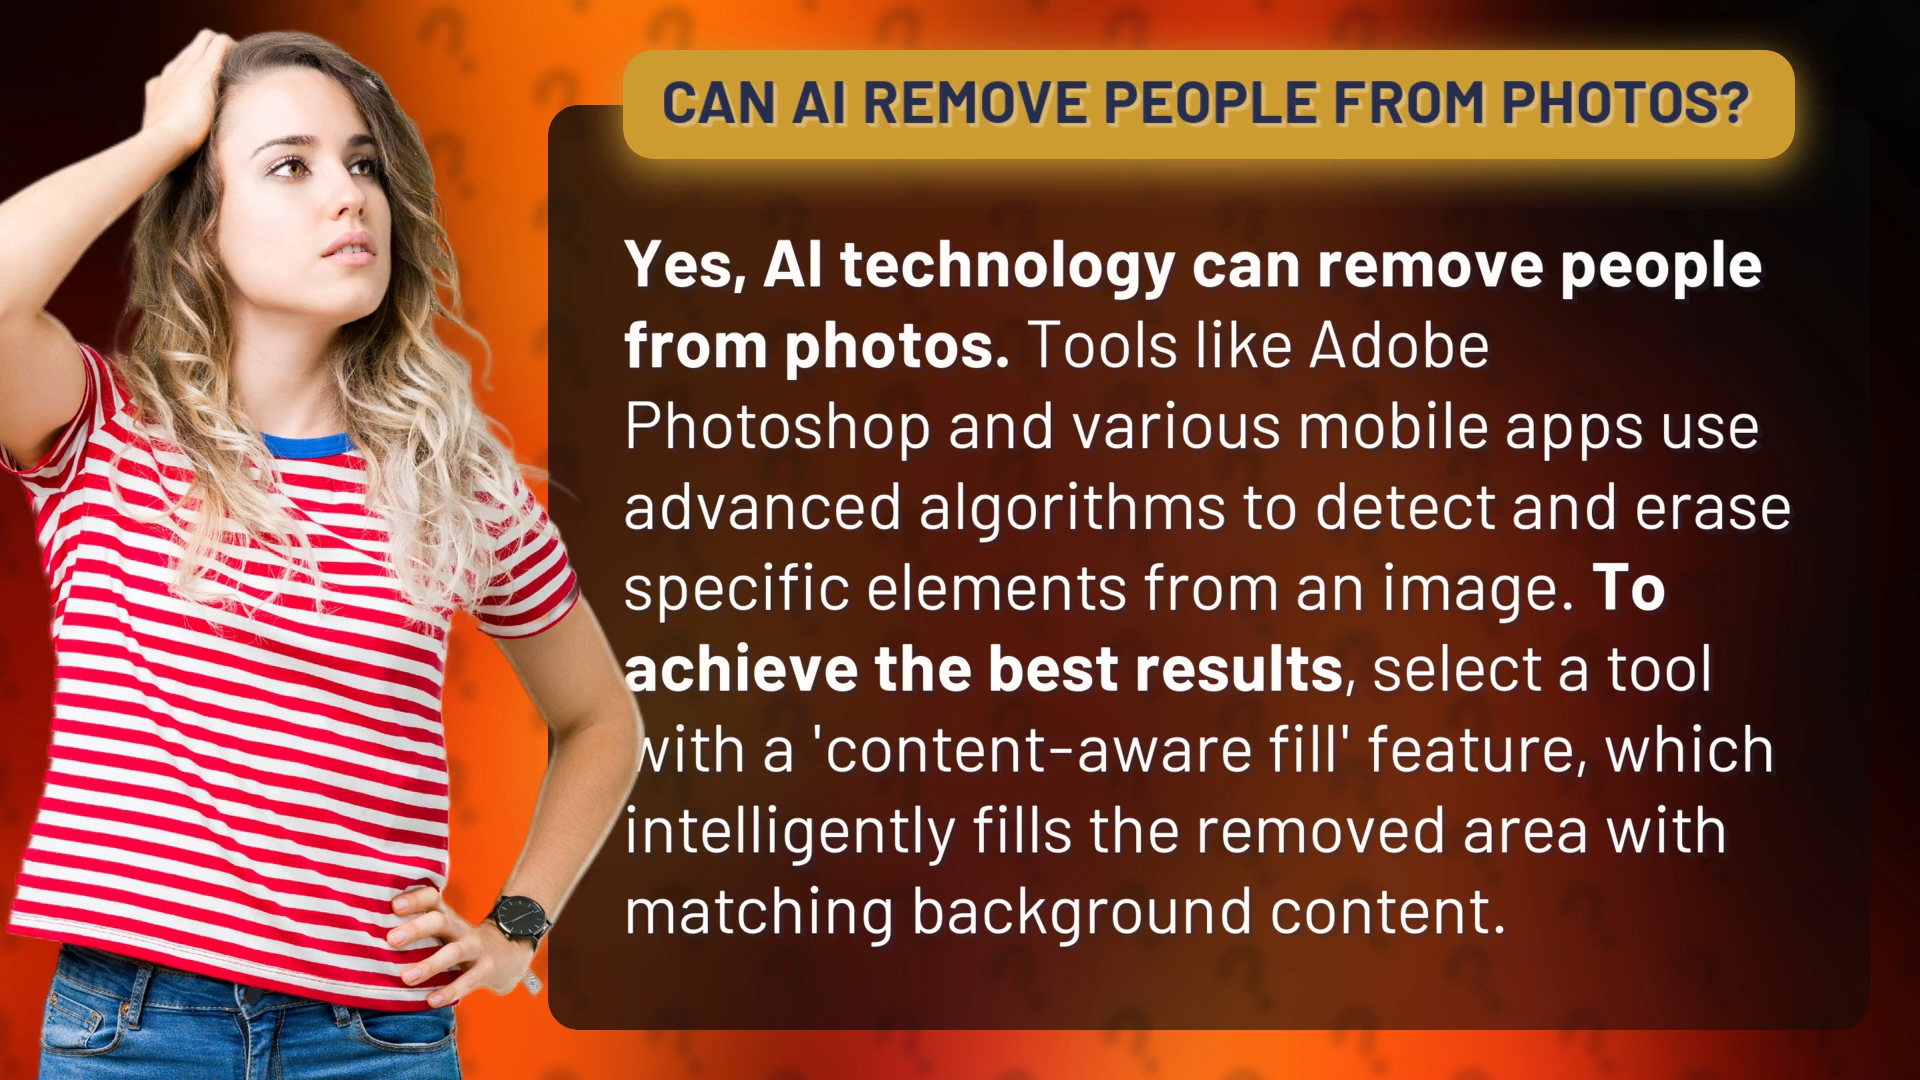 CAN AI REMOVE PEOPLE FROM PHOTOS?
Yes, AI technology can remove people
from photos. Tools like Adobe
Photoshop and various mobile apps use
advanced algorithms to detect and erase
specific elements from an image. To
achieve the best results, select a tool
with a 'content-aware fill' feature, which
intelligently fills the removed area with
matching background content.